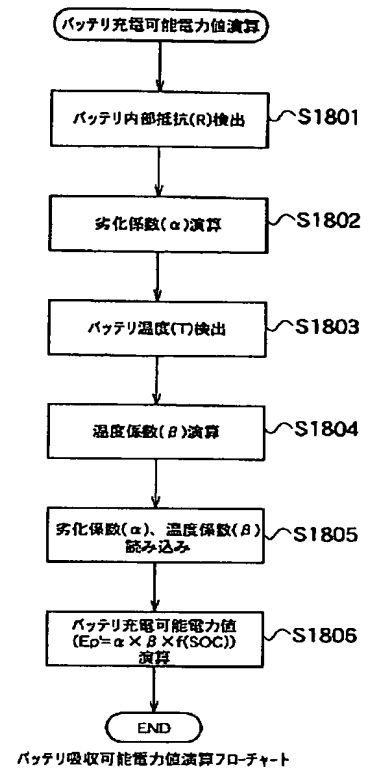 バッテリ充電可能電力値演算
バッテリ内部抵抗(R)検出
S1801
劣化係数(α)演算
S1802
バッテリ温度(T)検出
S1803
温度係数(β)演算
S1804
劣化係数(α)、温度係数(β)
読み込み
S1805
バッテリ充電可能電力値
(Ep'=α×β×f(SOC))
演算
S1806
END
バッテリ吸収可能電力値演算フローチャート